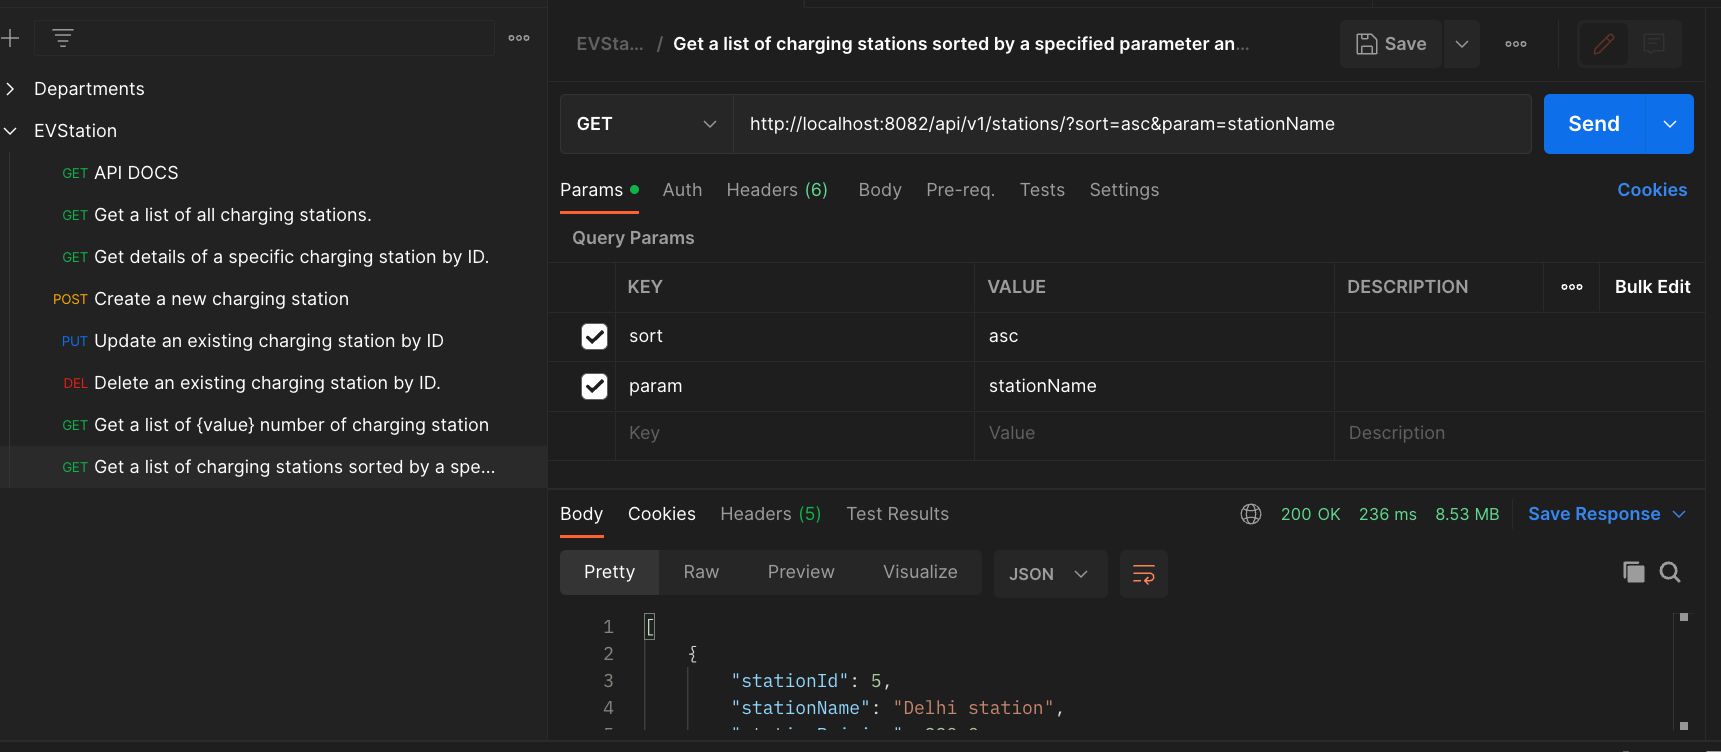 EVSta... / Get a list of charging stations sorted by a specified parameter an...
Save
Departments
EVStation
GET API DOCS
GET Get a list of all charging stations.
GET Get details of a specific charging station by ID.
POST Create a new charging station
PUT Update an existing charging station by ID
DEL Delete an existing charging station by ID.
GET Get a list of {value} number of charging station
GET Get a list of charging stations sorted by a spe...
GET http://localhost:8082/api/v1/stations/?sort=asc&param=stationName Send
Params Auth Headers (6) Body Pre-req. Tests Settings Cookies
Query Params
KEY VALUE DESCRIPTION Bulk Edit
sort asc
param stationName
Key Value Description
Body Cookies Headers (5) Test Results 200 OK 236 ms 8.53 MB Save Response
Pretty Raw Preview Visualize JSON
1 [
2 {
3 "stationId": 5,
4 "stationName": "Delhi station",